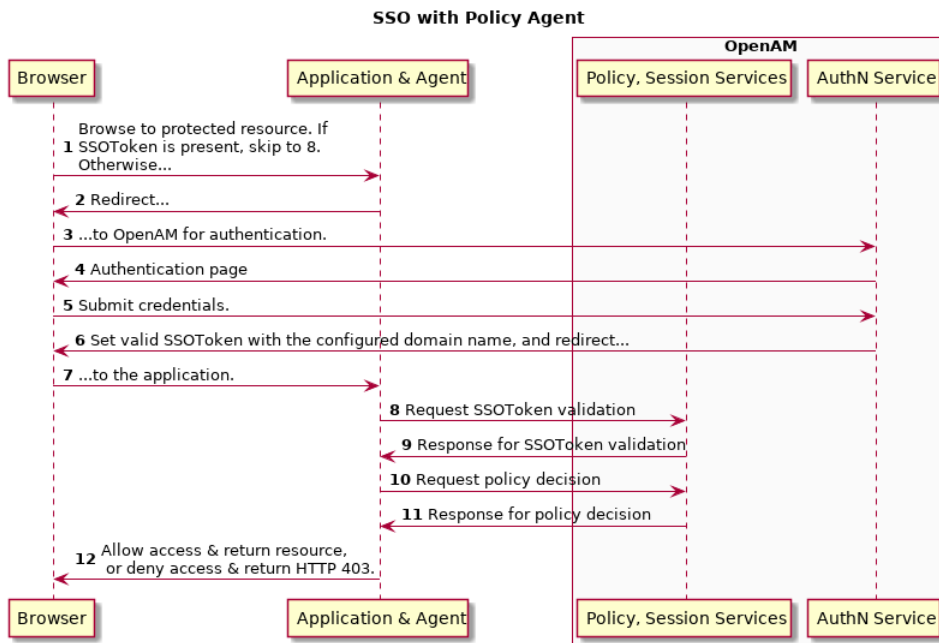 SSO with Policy Agent
OpenAM
Browser
Application & Agent
Policy, Session Services
AuthN Service
Browse to protected resource. If
1 SSOToken is present, skip to 8.
Otherwise...
2 Redirect...
3 ...to OpenAM for authentication.
4 Authentication page
5 Submit credentials.
6 Set valid SSOToken with the configured domain name, and redirect...
7 ...to the application.
8 Request SSOToken validation
9 Response for SSOToken validation
10 Request policy decision
11 Response for policy decision
12 Allow access & return resource,
or deny access & return HTTP 403.
Browser
Application & Agent
Policy, Session Services
AuthN Service